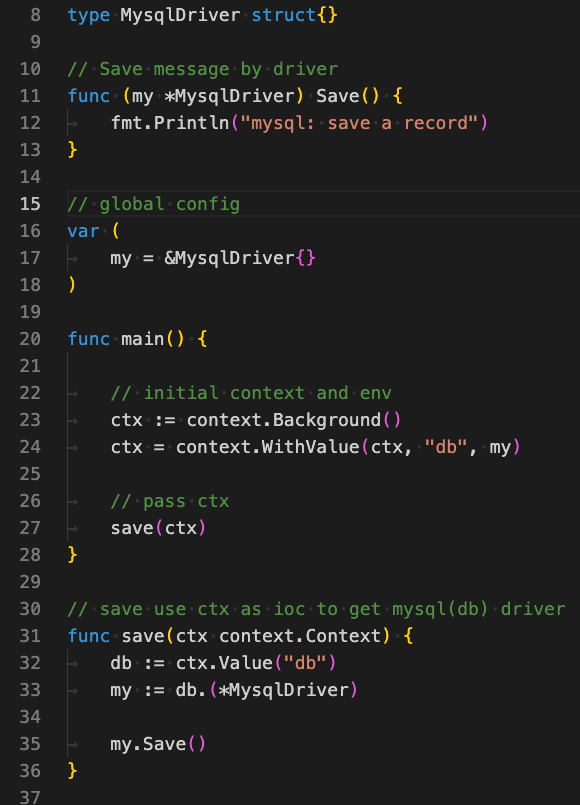 8 type MysqlDriver struct{}
9
10 // Save message by driver
11 func (my *MysqlDriver) Save() {
12 fmt.Println("mysql: save a record")
13 }
14
15 // global config
16 var (
17 my = &MysqlDriver{}
18 )
19
20 func main() {
21
22 // initial context and env
23 ctx := context.Background()
24 ctx = context.WithValue(ctx, "db", my)
25
26 // pass ctx
27 save(ctx)
28 }
29
30 // save use ctx as ioc to get mysql(db) driver
31 func save(ctx context.Context) {
32 db := ctx.Value("db")
33 my := db.(*MysqlDriver)
34
35 my.Save()
36 }
37